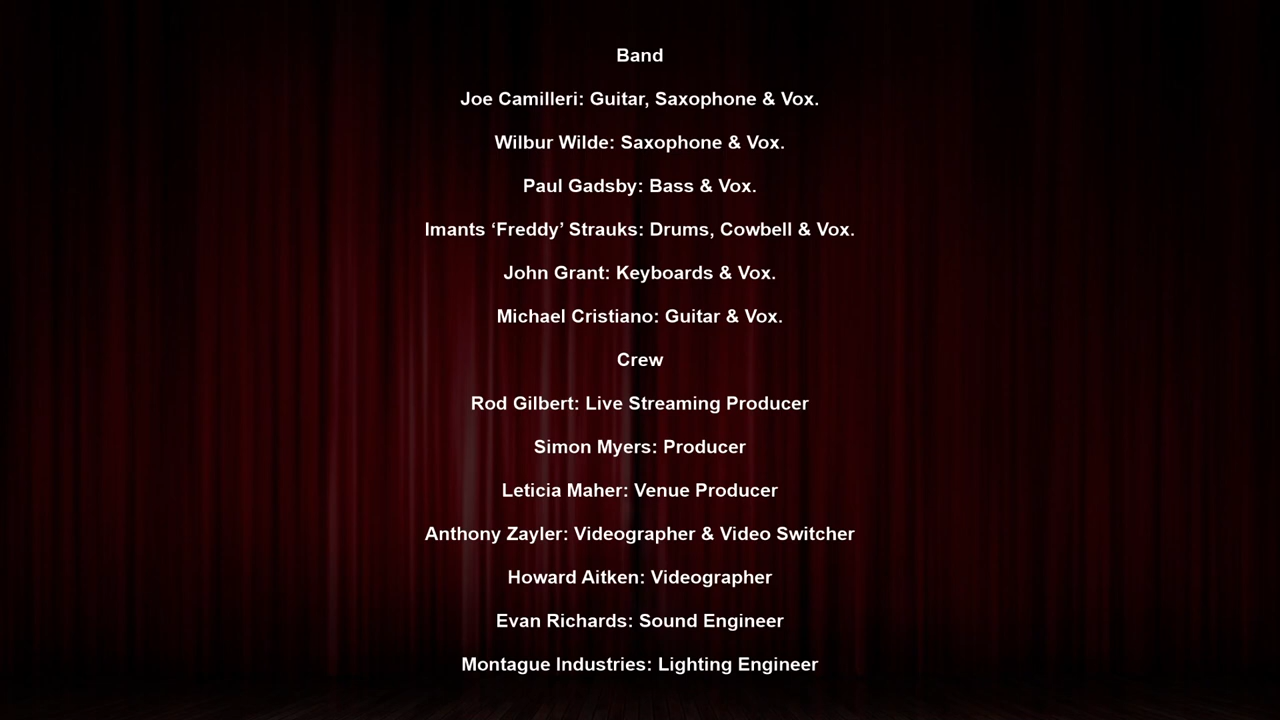 Band
Joe Camilleri: Guitar, Saxophone & Vox.
Wilbur Wilde: Saxophone & Vox.
Paul Gadsby: Bass & Vox.
Imants ‘Freddy’ Strauks: Drums, Cowbell & Vox.
John Grant: Keyboards & Vox.
Michael Cristiano: Guitar & Vox.
Crew
Rod Gilbert: Live Streaming Producer
Simon Myers: Producer
Leticia Maher: Venue Producer
Anthony Zayler: Videographer & Video Switcher
Howard Aitken: Videographer
Evan Richards: Sound Engineer
Montague Industries: Lighting Engineer